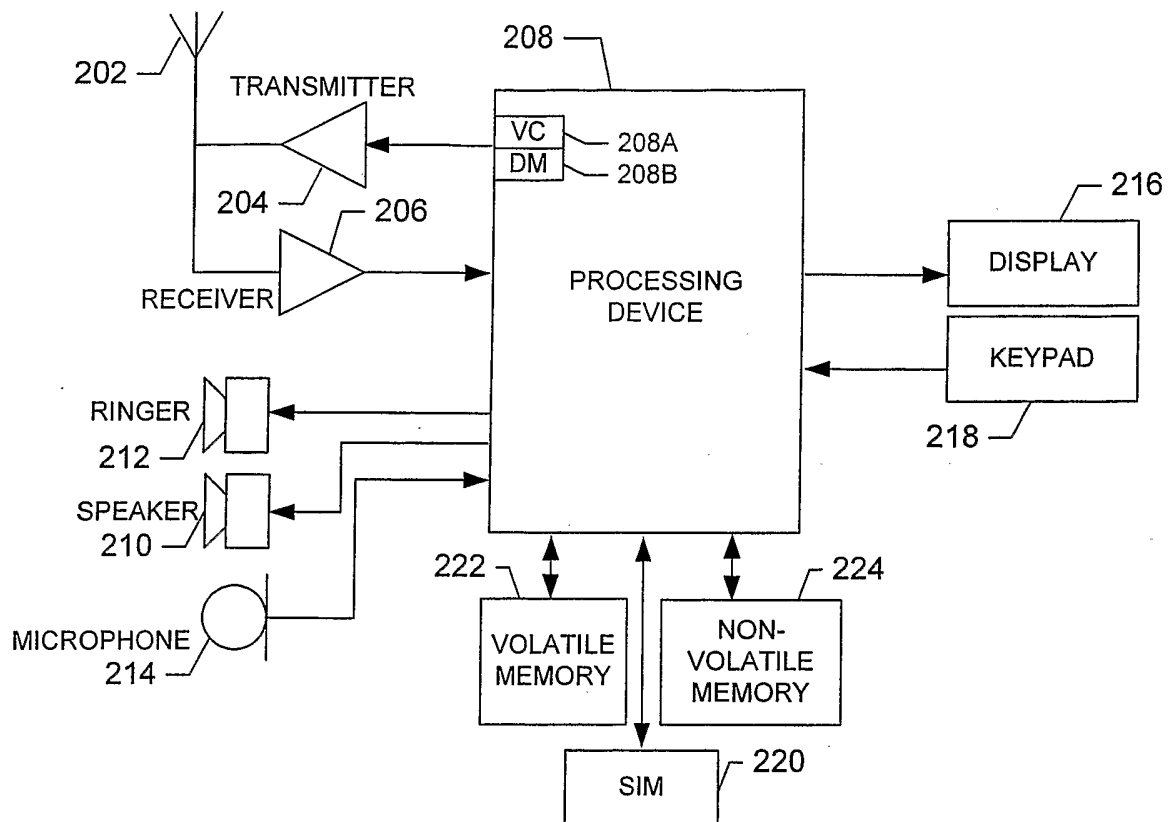 208
202
TRANSMITTER
VC
208A
DM
208B
204
206
216
DISPLAY
RECEIVER
PROCESSING
DEVICE
KEYPAD
218
RINGER
212
SPEAKER
210
MICROPHONE
214
222
VOLATILE
MEMORY
224
NON-
VOLATILE
MEMORY
SIM
220